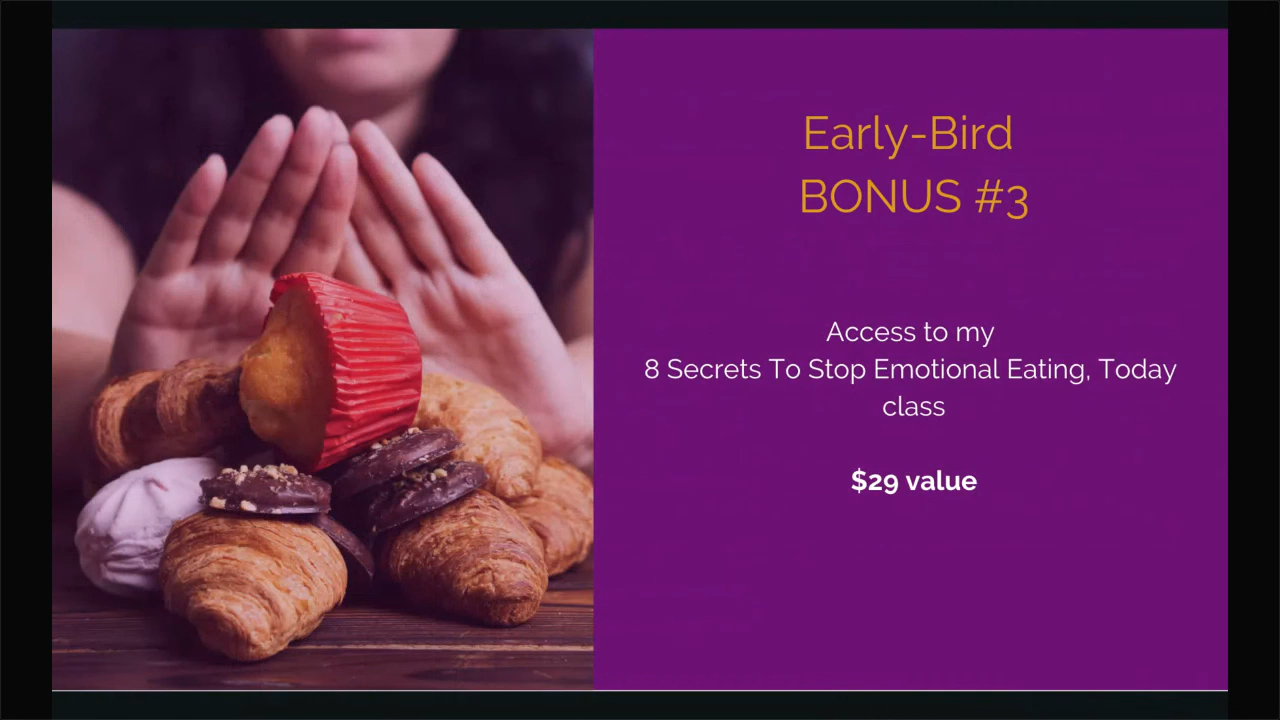 Early-Bird
BONUS #3
Access to my
8 Secrets To Stop Emotional Eating, Today
class
$29 value